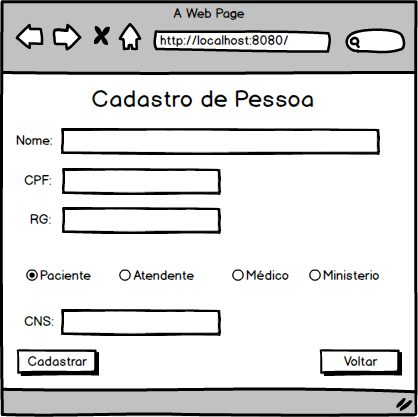 A Web Page
http://localhost:8080/
Cadastro de Pessoa
Nome:
CPF:
RG:
Paciente Atendente Médico Ministerio
CNS:
Cadastrar Voltar